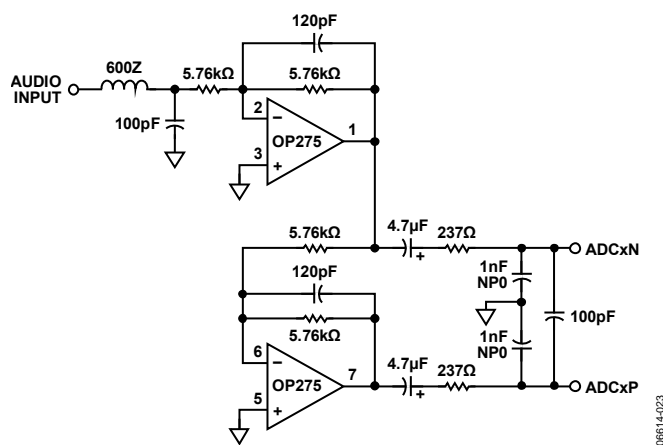 120pF
600Z
5.76kΩ
5.76kΩ
AUDIO
INPUT
100pF
2
–
1
OP275
3
+
5.76kΩ
4.7µF
+
237Ω
ADCxN
120pF
1nF
NP0
5.76kΩ
100pF
1nF
NP0
6
–
7
4.7µF
+
237Ω
OP275
5
+
ADCxP
06614-023